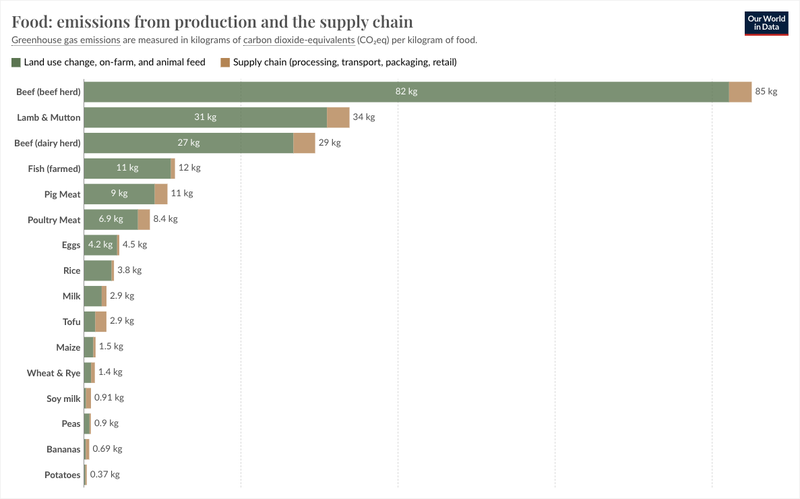 Food: emissions from production and the supply chain
Our World
in Data
Greenhouse gas emissions are measured in kilograms of carbon dioxide-equivalents (CO₂eq) per kilogram of food.
Land use change, on-farm, and animal feed
Supply chain (processing, transport, packaging, retail)
Beef (beef herd) 82 kg 85 kg
Lamb & Mutton 31 kg 34 kg
Beef (dairy herd) 27 kg 29 kg
Fish (farmed) 11 kg 12 kg
Pig Meat 9 kg 11 kg
Poultry Meat 6.9 kg 8.4 kg
Eggs 4.2 kg 4.5 kg
Rice 3.8 kg
Milk 2.9 kg
Tofu 2.9 kg
Maize 1.5 kg
Wheat & Rye 1.4 kg
Soy milk 0.91 kg
Peas 0.9 kg
Bananas 0.69 kg
Potatoes 0.37 kg